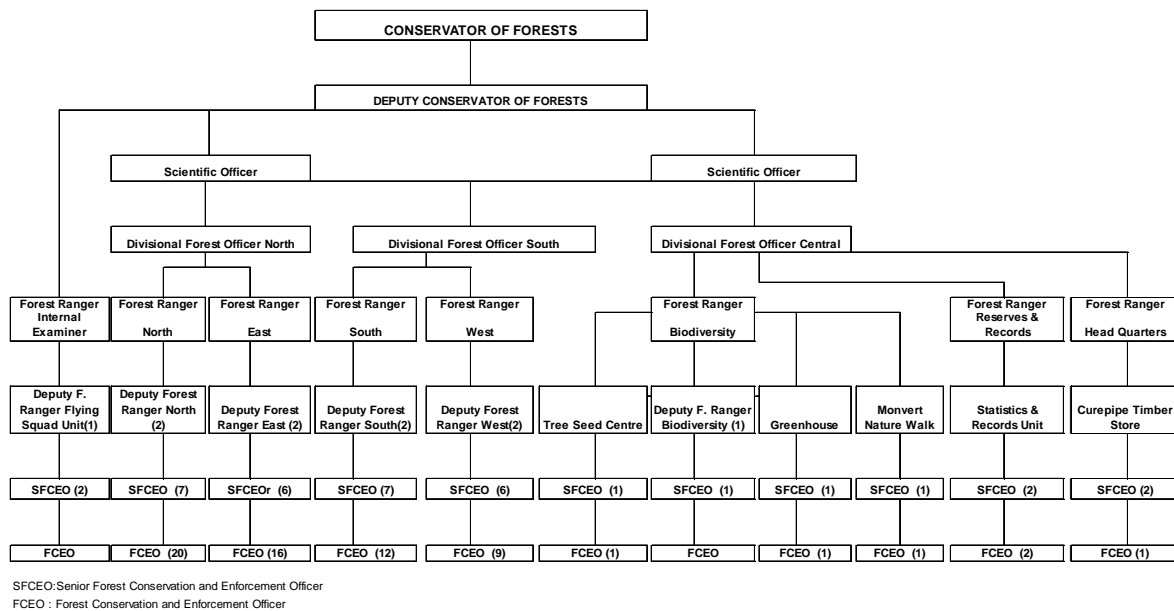 CONSERVATOR OF FORESTS
DEPUTY CONSERVATOR OF FORESTS
Scientific Officer
Scientific Officer
Divisional Forest Officer North
Divisional Forest Officer South
Divisional Forest Officer Central
Forest Ranger
Internal
Examiner
Forest Ranger
North
Forest Ranger
East
Forest Ranger
South
Forest Ranger
West
Forest Ranger
Biodiversity
Forest Ranger
Reserves &
Records
Forest Ranger
Head Quarters
Deputy F.
Ranger Flying
Squad Unit(1)
Deputy Forest
Ranger North
(2)
Deputy Forest
Ranger East (2)
Deputy Forest
Ranger South(2)
Deputy Forest
Ranger West(2)
Tree Seed Centre
Deputy F. Ranger
Biodiversity (1)
Greenhouse
Monvert
Nature Walk
Statistics &
Records Unit
Curepipe Timber
Store
SFCEO (2)
SFCEO (7)
SFCEOr (6)
SFCEO (7)
SFCEO (6)
SFCEO (1)
SFCEO (1)
SFCEO (1)
SFCEO (1)
SFCEO (2)
SFCEO (2)
FCEO
FCEO (20)
FCEO (16)
FCEO (12)
FCEO (9)
FCEO (1)
FCEO
FCEO (1)
FCEO (1)
FCEO (2)
FCEO (1)
SFCEO:Senior Forest Conservation and Enforcement Officer
FCEO : Forest Conservation and Enforcement Officer